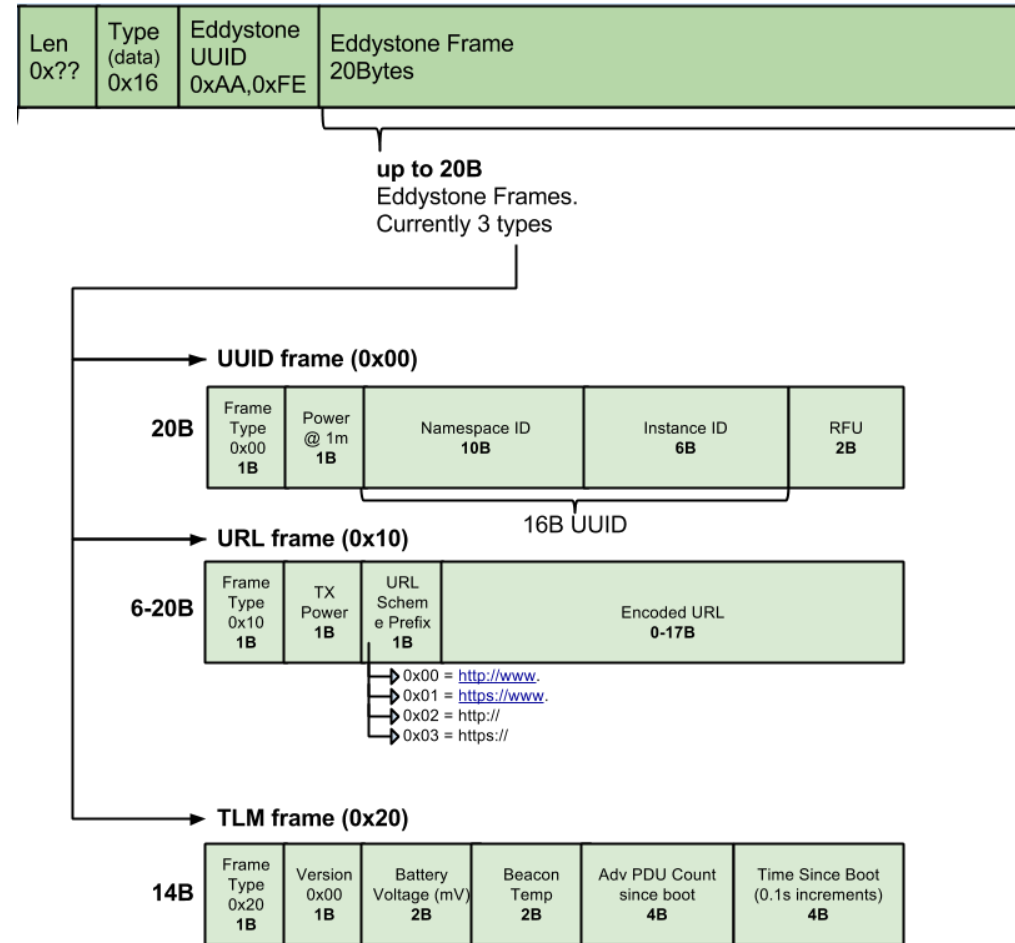 Len
0x??
Type
(data)
0x16
Eddystone
UUID
0xAA,0xFE
Eddystone Frame
20Bytes
up to 20B
Eddystone Frames.
Currently 3 types
UUID frame (0x00)
20B
Frame
Type
0x00
1B
Power
@ 1m
1B
Namespace ID
10B
Instance ID
6B
RFU
2B
16B UUID
URL frame (0x10)
6-20B
Frame
Type
0x10
1B
TX
Power
1B
URL
Schem
e Prefix
1B
Encoded URL
0-17B
0x00 = http://www.
0x01 = https://www.
0x02 = http://
0x03 = https://
TLM frame (0x20)
14B
Frame
Type
0x20
1B
Version
0x00
1B
Battery
Voltage (mV)
2B
Beacon
Temp
2B
Adv PDU Count
since boot
4B
Time Since Boot
(0.1s increments)
4B